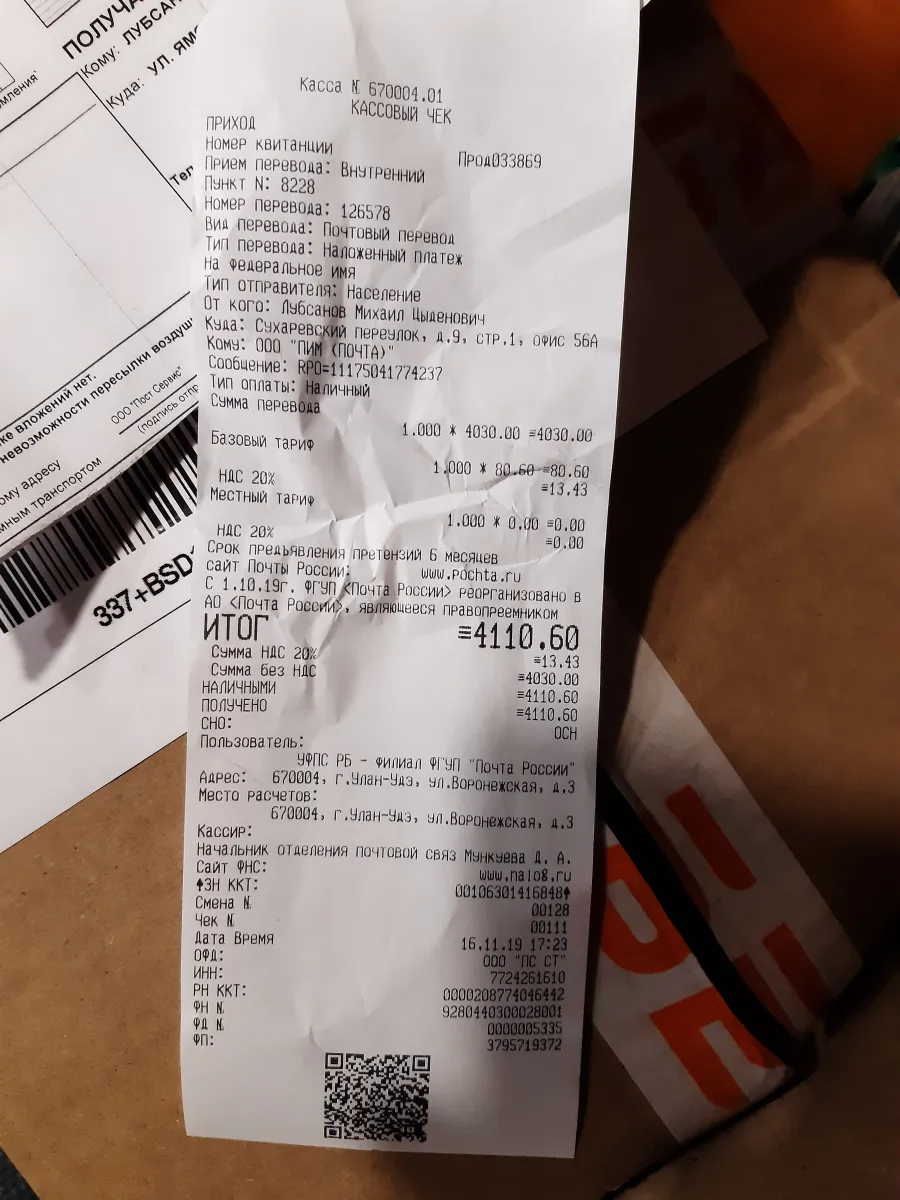 ПОЛУЧА
Кому: ЛУБСАН
Куда: УЛ. ЯМ
мления"
Тел
ке вложений нет.
невозможности пересылки воздуш
ООО "Пост Сервис"
(подпись отпр
ому адресу
мным транспортом
337+BSD
Касса № 670004.01
КАССОВЫЙ ЧЕК
ПРИХОД
Номер квитанции Прод033869
Прием перевода: Внутренний
Пункт N: 8228
Номер перевода: 126578
Вид перевода: Почтовый перевод
Тип перевода: Наложенный платеж
На федеральное имя
Тип отправителя: Население
От кого: Лубсанов Михаил Цыденович
Куда: Сухаревский переулок, д.9, стр.1, офис 56А
Кому: ООО "ПИМ (ПОЧТА)"
Сообщение: RPO=11175041774237
Тип оплаты: Наличный
Сумма перевода
1.000 * 4030.00 ≡4030.00
Базовый тариф
1.000 * 80.60 ≡80.60
НДС 20% ≡13.43
Местный тариф
1.000 * 0.00 ≡0.00
НДС 20% ≡0.00
Срок предъявления претензий 6 месяцев
сайт Почты России: www.pochta.ru
С 1.10.19г. ФГУП <Почта России> реорганизовано в
АО <Почта России>, являющееся правопреемником
ИТОГ ≡4110.60
Сумма НДС 20% ≡13.43
Сумма без НДС ≡4030.00
НАЛИЧНЫМИ ≡4110.60
ПОЛУЧЕНО ≡4110.60
СНО: ОСН
Пользователь:
УФПС РБ - филиал ФГУП "Почта России"
Адрес: 670004, г.Улан-Удэ, ул.Воронежская, д.3
Место расчетов:
670004, г.Улан-Удэ, ул.Воронежская, д.3
Кассир:
Начальник отделения почтовой связ Мункуева Д. А.
Сайт ФНС: www.nalog.ru
ЗН ККТ: 00106301416848
Смена № 00128
Чек № 00111
Дата Время 16.11.19 17:23
ОФД: ООО "ПС СТ"
ИНН: 7724261610
РН ККТ: 0000208774046442
ФН № 9280440300028001
ФД № 0000005335
ФП: 3795719372